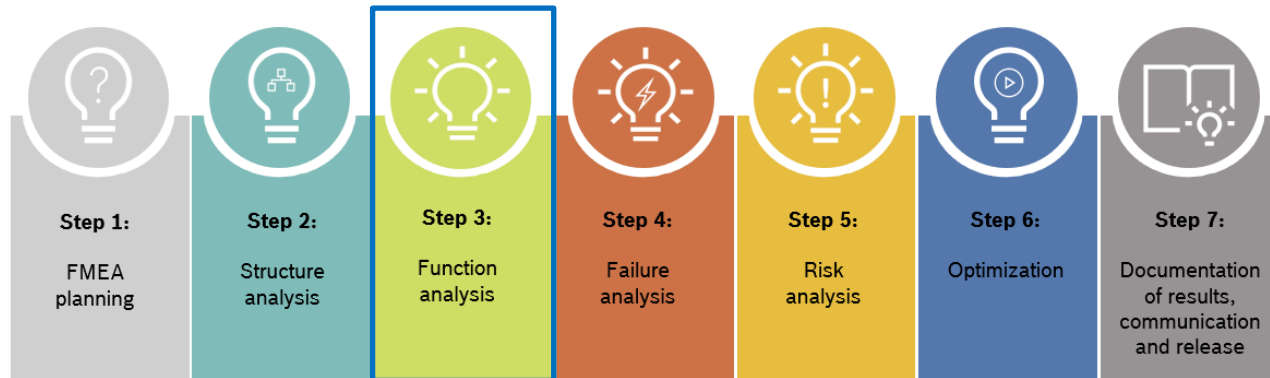 Step 1:
FMEA
planning
Step 2:
Structure
analysis
Step 3:
Function
analysis
Step 4:
Failure
analysis
Step 5:
Risk
analysis
Step 6:
Optimization
Step 7:
Documentation
of results,
communication
and release